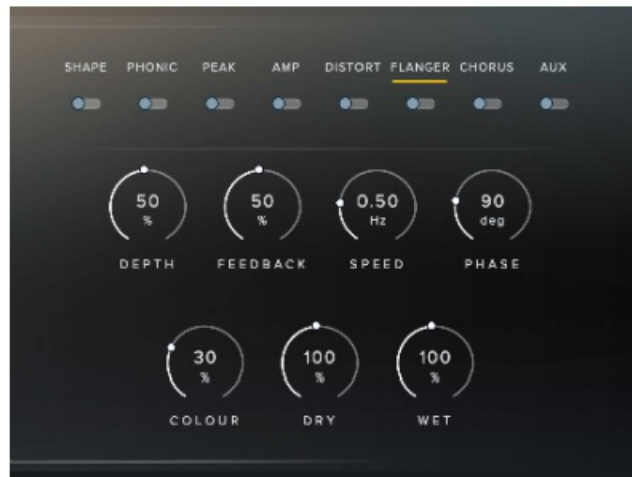 SHAPE PHONIC PEAK AMP DISTORT FLANGER CHORUS AUX
50 50 0.50 90
% % Hz deg
DEPTH FEEDBACK SPEED PHASE
30 100 100
% % %
COLOUR DRY WET